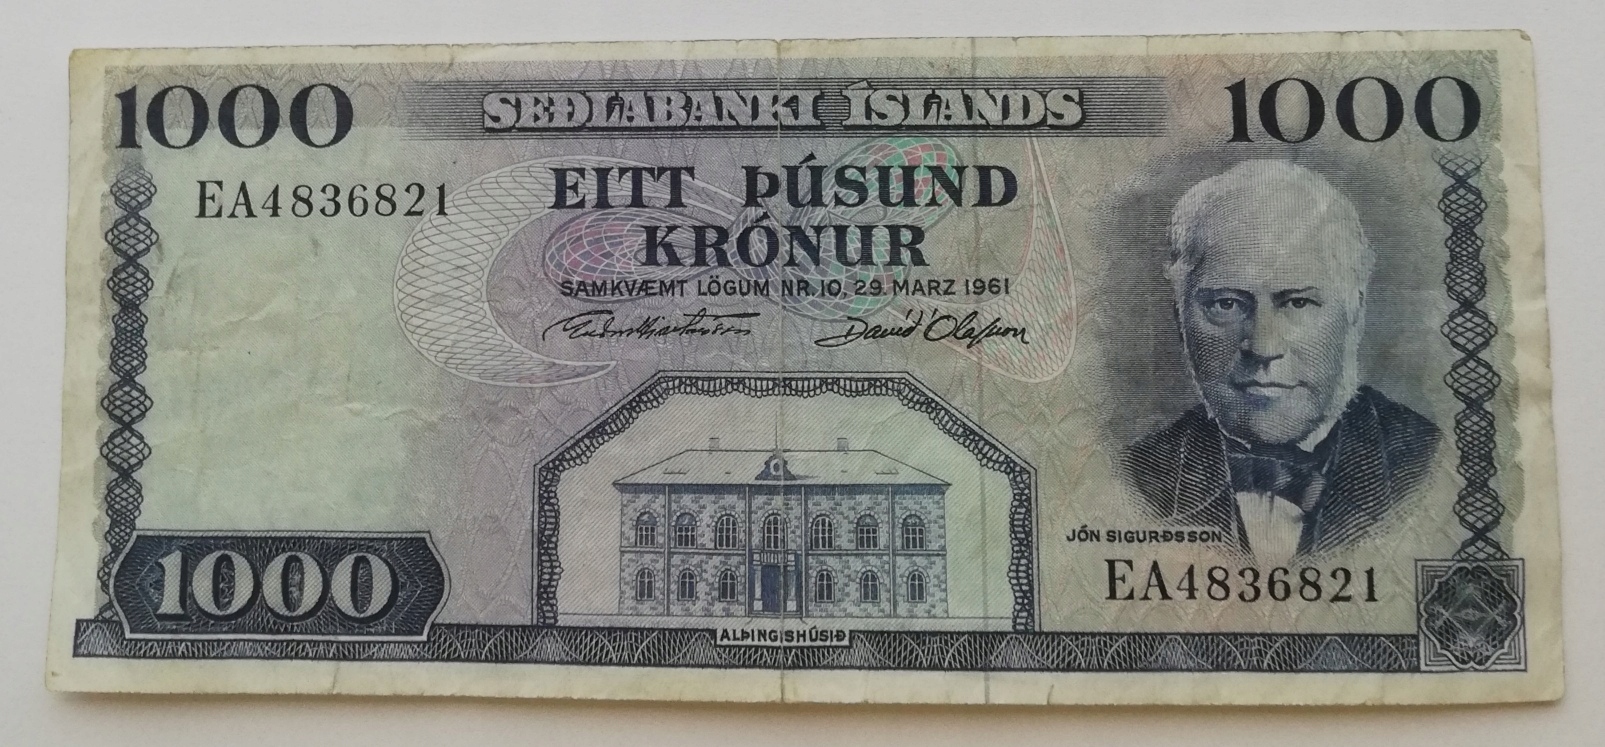 1000 SEÐLABANKI ÍSLANDS 1000
EA4836821
EITT ÞÚSUND
KRÓNUR
SAMKVÆMT LÖGUM NR.10, 29. MARZ 1961
Davíð Ólafsson
JÓN SIGURÐSSON
EA4836821
1000
ALÞINGISHÚSIÐ